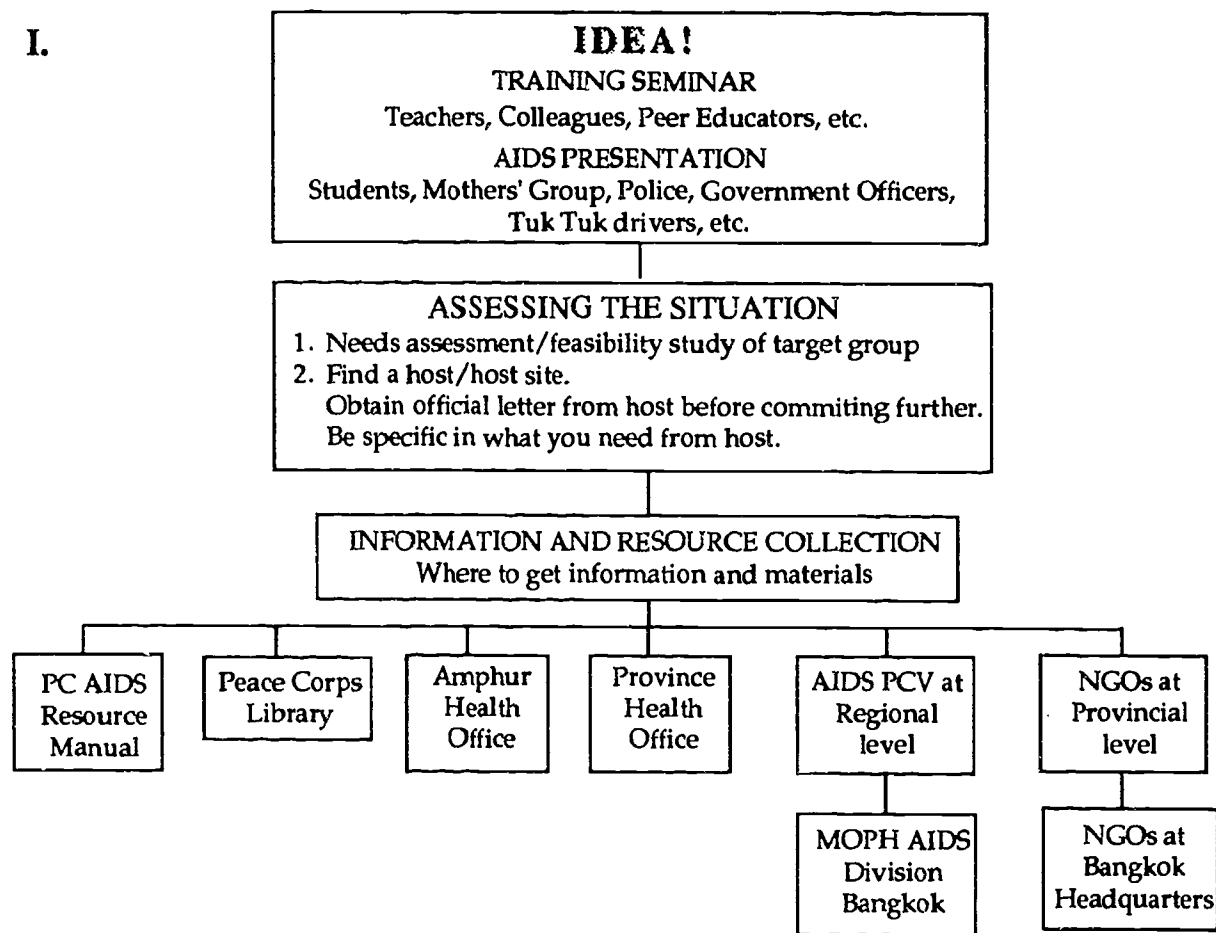 I.
IDEA!
TRAINING SEMINAR
Teachers, Colleagues, Peer Educators, etc.
AIDS PRESENTATION
Students, Mothers' Group, Police, Government Officers,
Tuk Tuk drivers, etc.
ASSESSING THE SITUATION
1. Needs assessment/feasibility study of target group
2. Find a host/host site.
Obtain official letter from host before commiting further.
Be specific in what you need from host.
INFORMATION AND RESOURCE COLLECTION
Where to get information and materials
PC AIDS
Resource
Manual
Peace Corps
Library
Amphur
Health
Office
Province
Health
Office
AIDS PCV at
Regional
level
NGOs at
Provincial
level
MOPH AIDS
Division
Bangkok
NGOs at
Bangkok
Headquarters